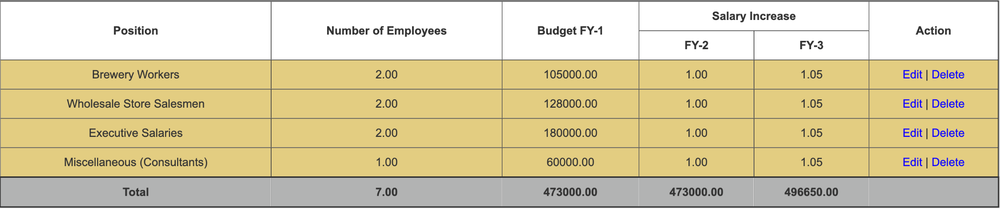 Position Number of Employees Budget FY-1 Salary Increase Action
FY-2 FY-3
Brewery Workers 2.00 105000.00 1.00 1.05 Edit | Delete
Wholesale Store Salesmen 2.00 128000.00 1.00 1.05 Edit | Delete
Executive Salaries 2.00 180000.00 1.00 1.05 Edit | Delete
Miscellaneous (Consultants) 1.00 60000.00 1.00 1.05 Edit | Delete
Total 7.00 473000.00 473000.00 496650.00